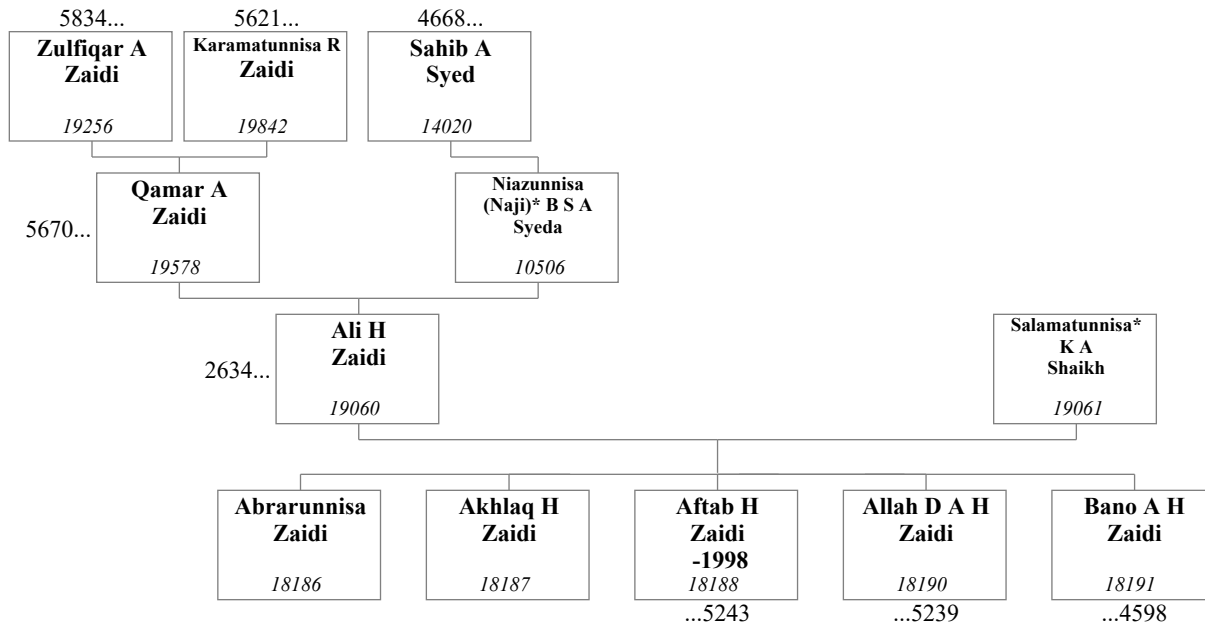 5834...
5621...
4668...
Zulfiqar A
Zaidi
19256
Karamatunnisa R
Zaidi
19842
Sahib A
Syed
14020
5670...
Qamar A
Zaidi
19578
Niazunnisa
(Naji)* B S A
Syeda
10506
2634...
Ali H
Zaidi
19060
Salamatunnisa*
K A
Shaikh
19061
Abrarunnisa
Zaidi
18186
Akhlaq H
Zaidi
18187
Aftab H
Zaidi
-1998
18188
...5243
Allah D A H
Zaidi
18190
...5239
Bano A H
Zaidi
18191
...4598